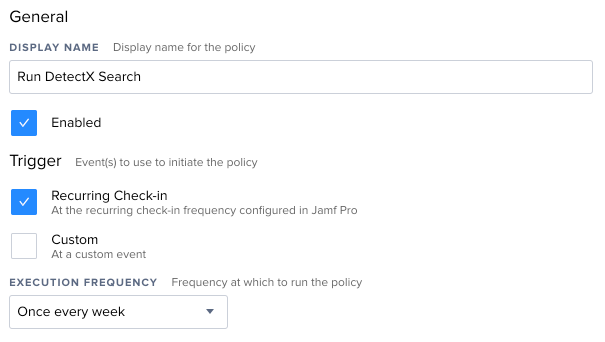 General
DISPLAY NAME Display name for the policy
Run DetectX Search
Enabled
Trigger Event(s) to use to initiate the policy
Recurring Check-in
At the recurring check-in frequency configured in Jamf Pro
Custom
At a custom event
EXECUTION FREQUENCY Frequency at which to run the policy
Once every week